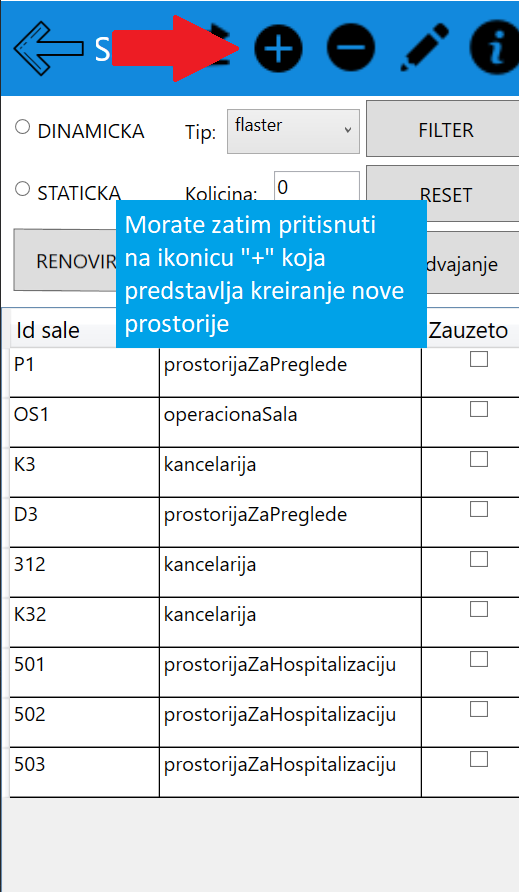 S
DINAMICKA Tip: flaster FILTER
STATICKA Kolicina: 0 RESET
Morate zatim pritisnuti
na ikonicu "+" koja
predstavlja kreiranje nove
prostorije
RENOVIR dvajanje
Id sale Zauzeto
P1 prostorijaZaPreglede
OS1 operacionaSala
K3 kancelarija
D3 prostorijaZaPreglede
312 kancelarija
K32 kancelarija
501 prostorijaZaHospitalizaciju
502 prostorijaZaHospitalizaciju
503 prostorijaZaHospitalizaciju